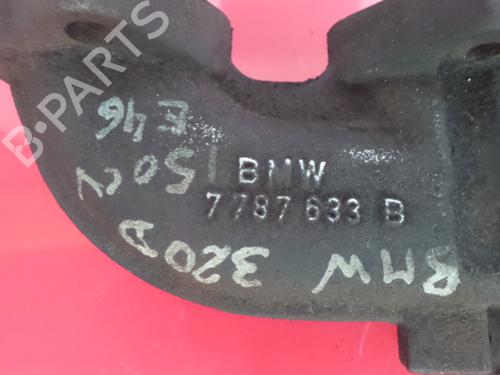 BMW
7787633 B
BMW 320D
150CV
E46
B-PARTS